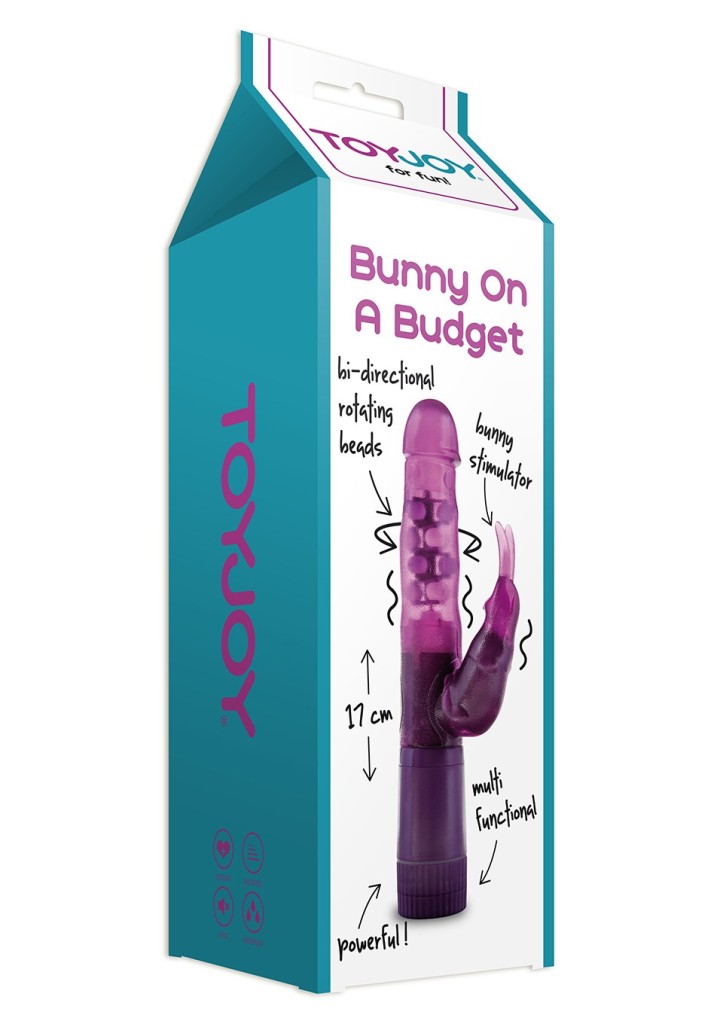 TOYJOY
for fun!
Bunny On
A Budget
bi-directional
rotating
beads
bunny
stimulator
17 cm
multi
functional
powerful!
TOYJOY